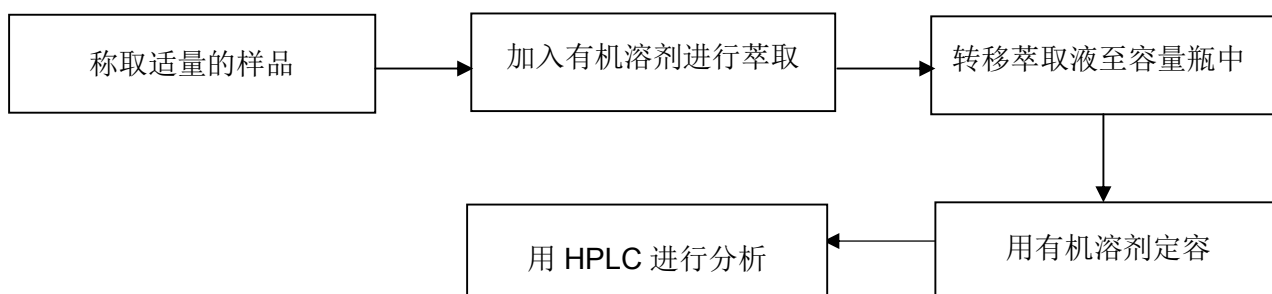 称取适量的样品
加入有机溶剂进行萃取
转移萃取液至容量瓶中
用有机溶剂定容
用 HPLC 进行分析